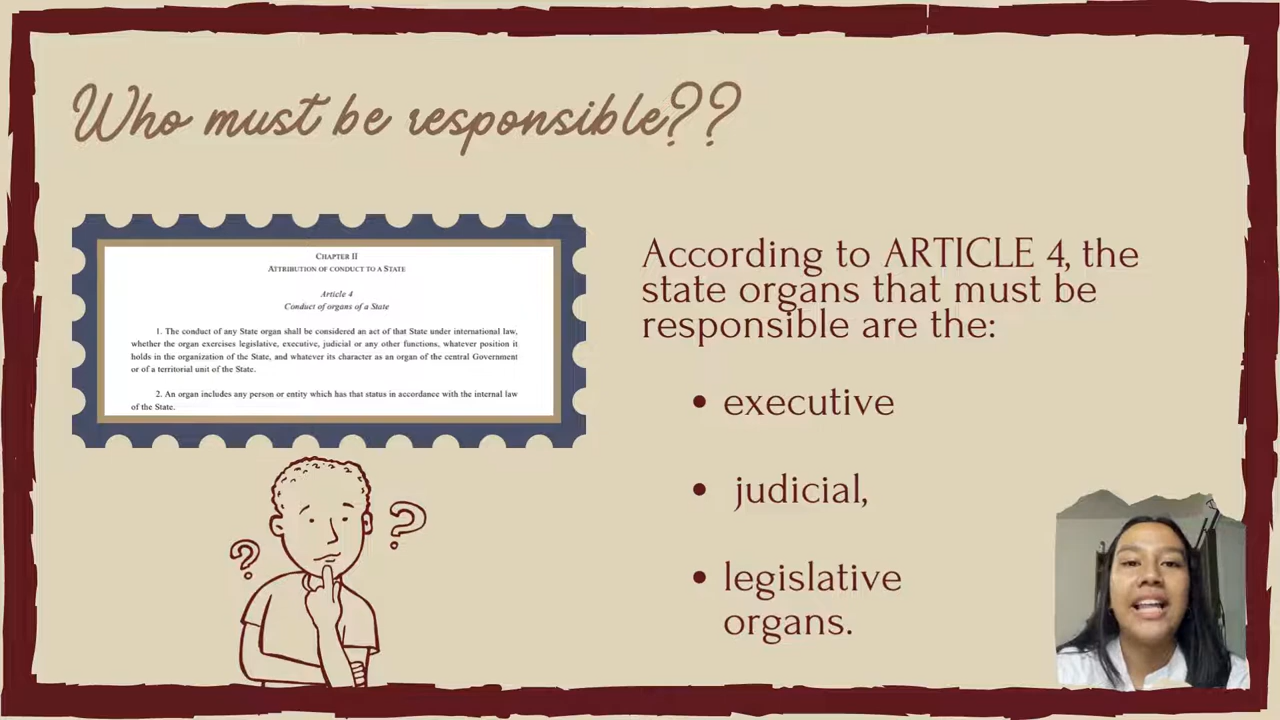 Who must be responsible??
CHAPTER II
ATTRIBUTION OF CONDUCT TO A STATE
Article 4
Conduct of organs of a State
1. The conduct of any State organ shall be considered an act of that State under international law,
whether the organ exercises legislative, executive, judicial or any other functions, whatever position it
holds in the organization of the State, and whatever its character as an organ of the central Government
or of a territorial unit of the State.
2. An organ includes any person or entity which has that status in accordance with the internal law
of the State.
According to ARTICLE 4, the
state organs that must be
responsible are the:
• executive
• judicial,
• legislative
organs.
? ?